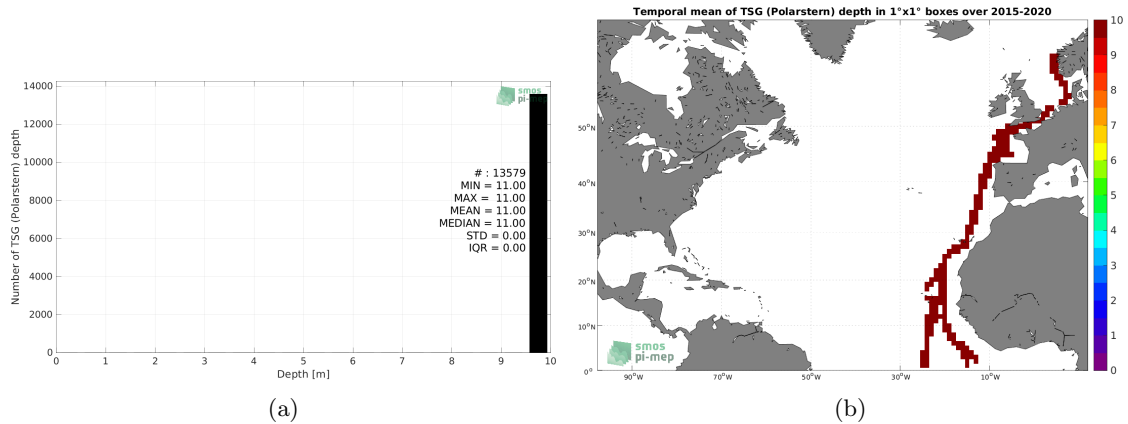 14000
12000
10000
8000
6000
4000
2000
0
Number of TSG (Polarstern) depth
smos
pi-mep
# : 13579
MIN = 11.00
MAX = 11.00
MEAN = 11.00
MEDIAN = 11.00
STD = 0.00
IQR = 0.00
0 1 2 3 4 5 6 7 8 9 10
Depth [m]
(a)
Temporal mean of TSG (Polarstern) depth in 1°x1° boxes over 2015-2020
50°N
40°N
30°N
20°N
10°N
0°
90°W 70°W 50°W 30°W 10°W
smos
pi-mep
10
9
8
7
6
5
4
3
2
1
0
(b)